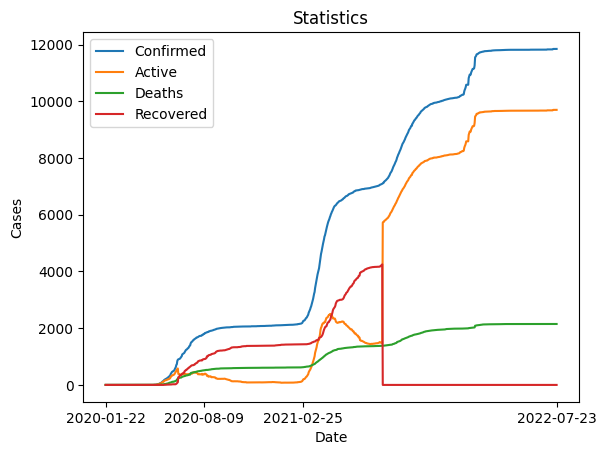 Statistics
Confirmed
Active
Deaths
Recovered
12000
10000
8000
6000
4000
2000
0
Cases
2020-01-22
2020-08-09
2021-02-25
2022-07-23
Date